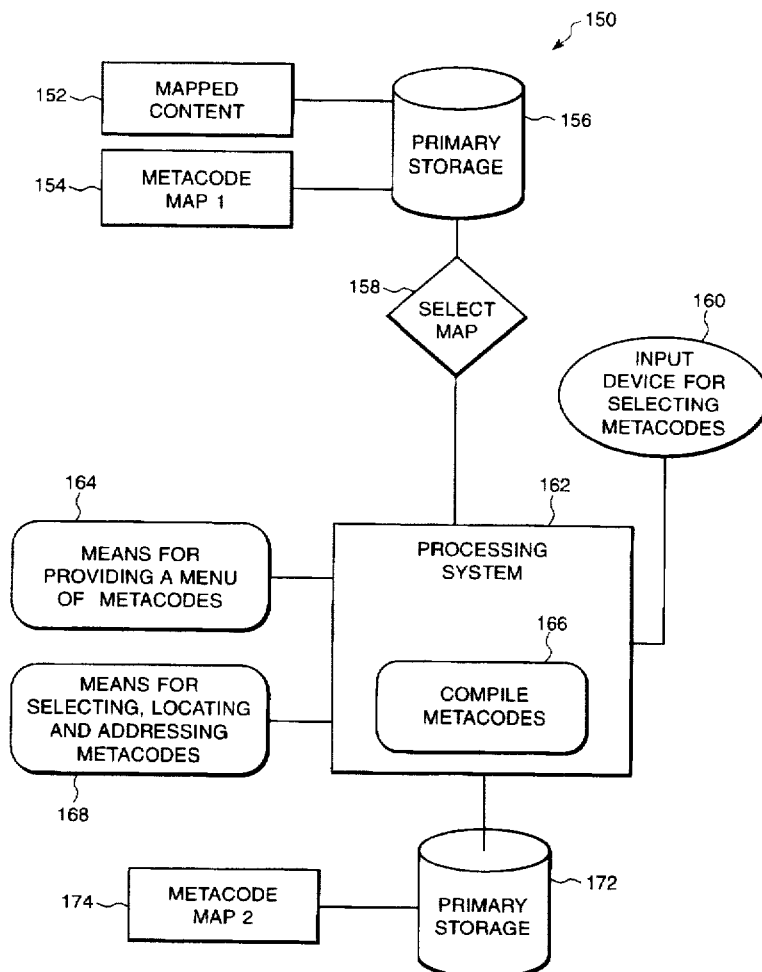 150
152
MAPPED
CONTENT
PRIMARY
STORAGE
156
154
METACODE
MAP 1
158
SELECT
MAP
160
INPUT
DEVICE FOR
SELECTING
METACODES
164
MEANS FOR
PROVIDING A MENU
OF METACODES
162
PROCESSING
SYSTEM
166
COMPILE
METACODES
MEANS FOR
SELECTING, LOCATING
AND ADDRESSING
METACODES
168
174
METACODE
MAP 2
PRIMARY
STORAGE
172